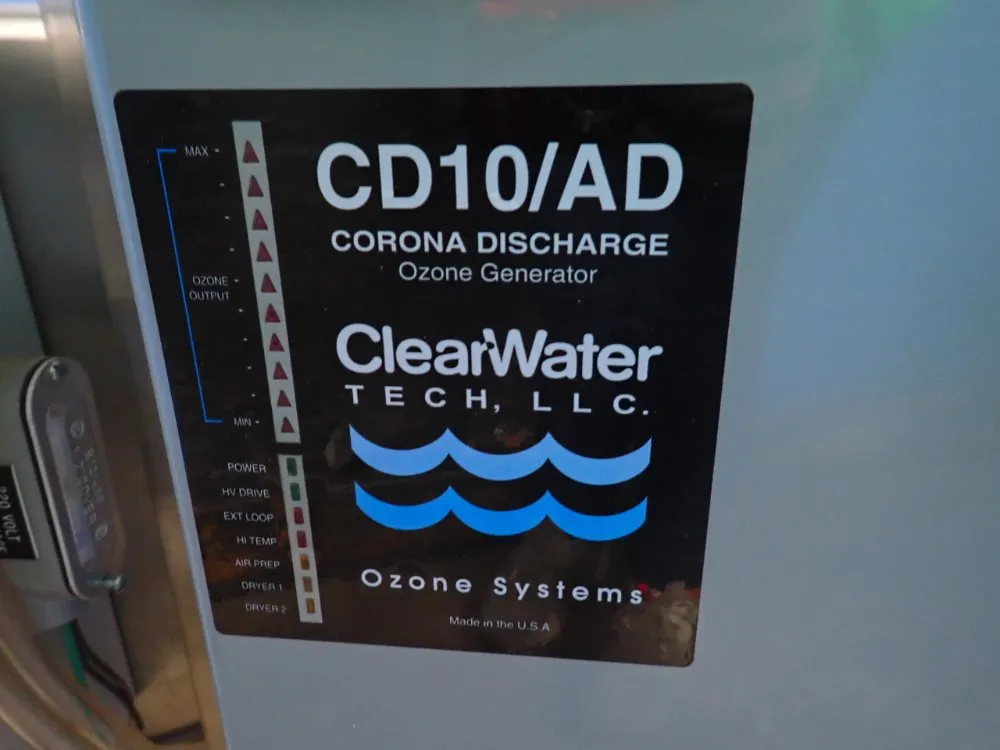 MAX
OZONE
OUTPUT
MIN
POWER
HV DRIVE
EXT LOOP
HI TEMP
AIR PREP
DRYER 1
DRYER 2
CD10/AD
CORONA DISCHARGE
Ozone Generator
ClearWater
TECH, LLC.
Ozone Systems
Made in the U.S.A
VOLT